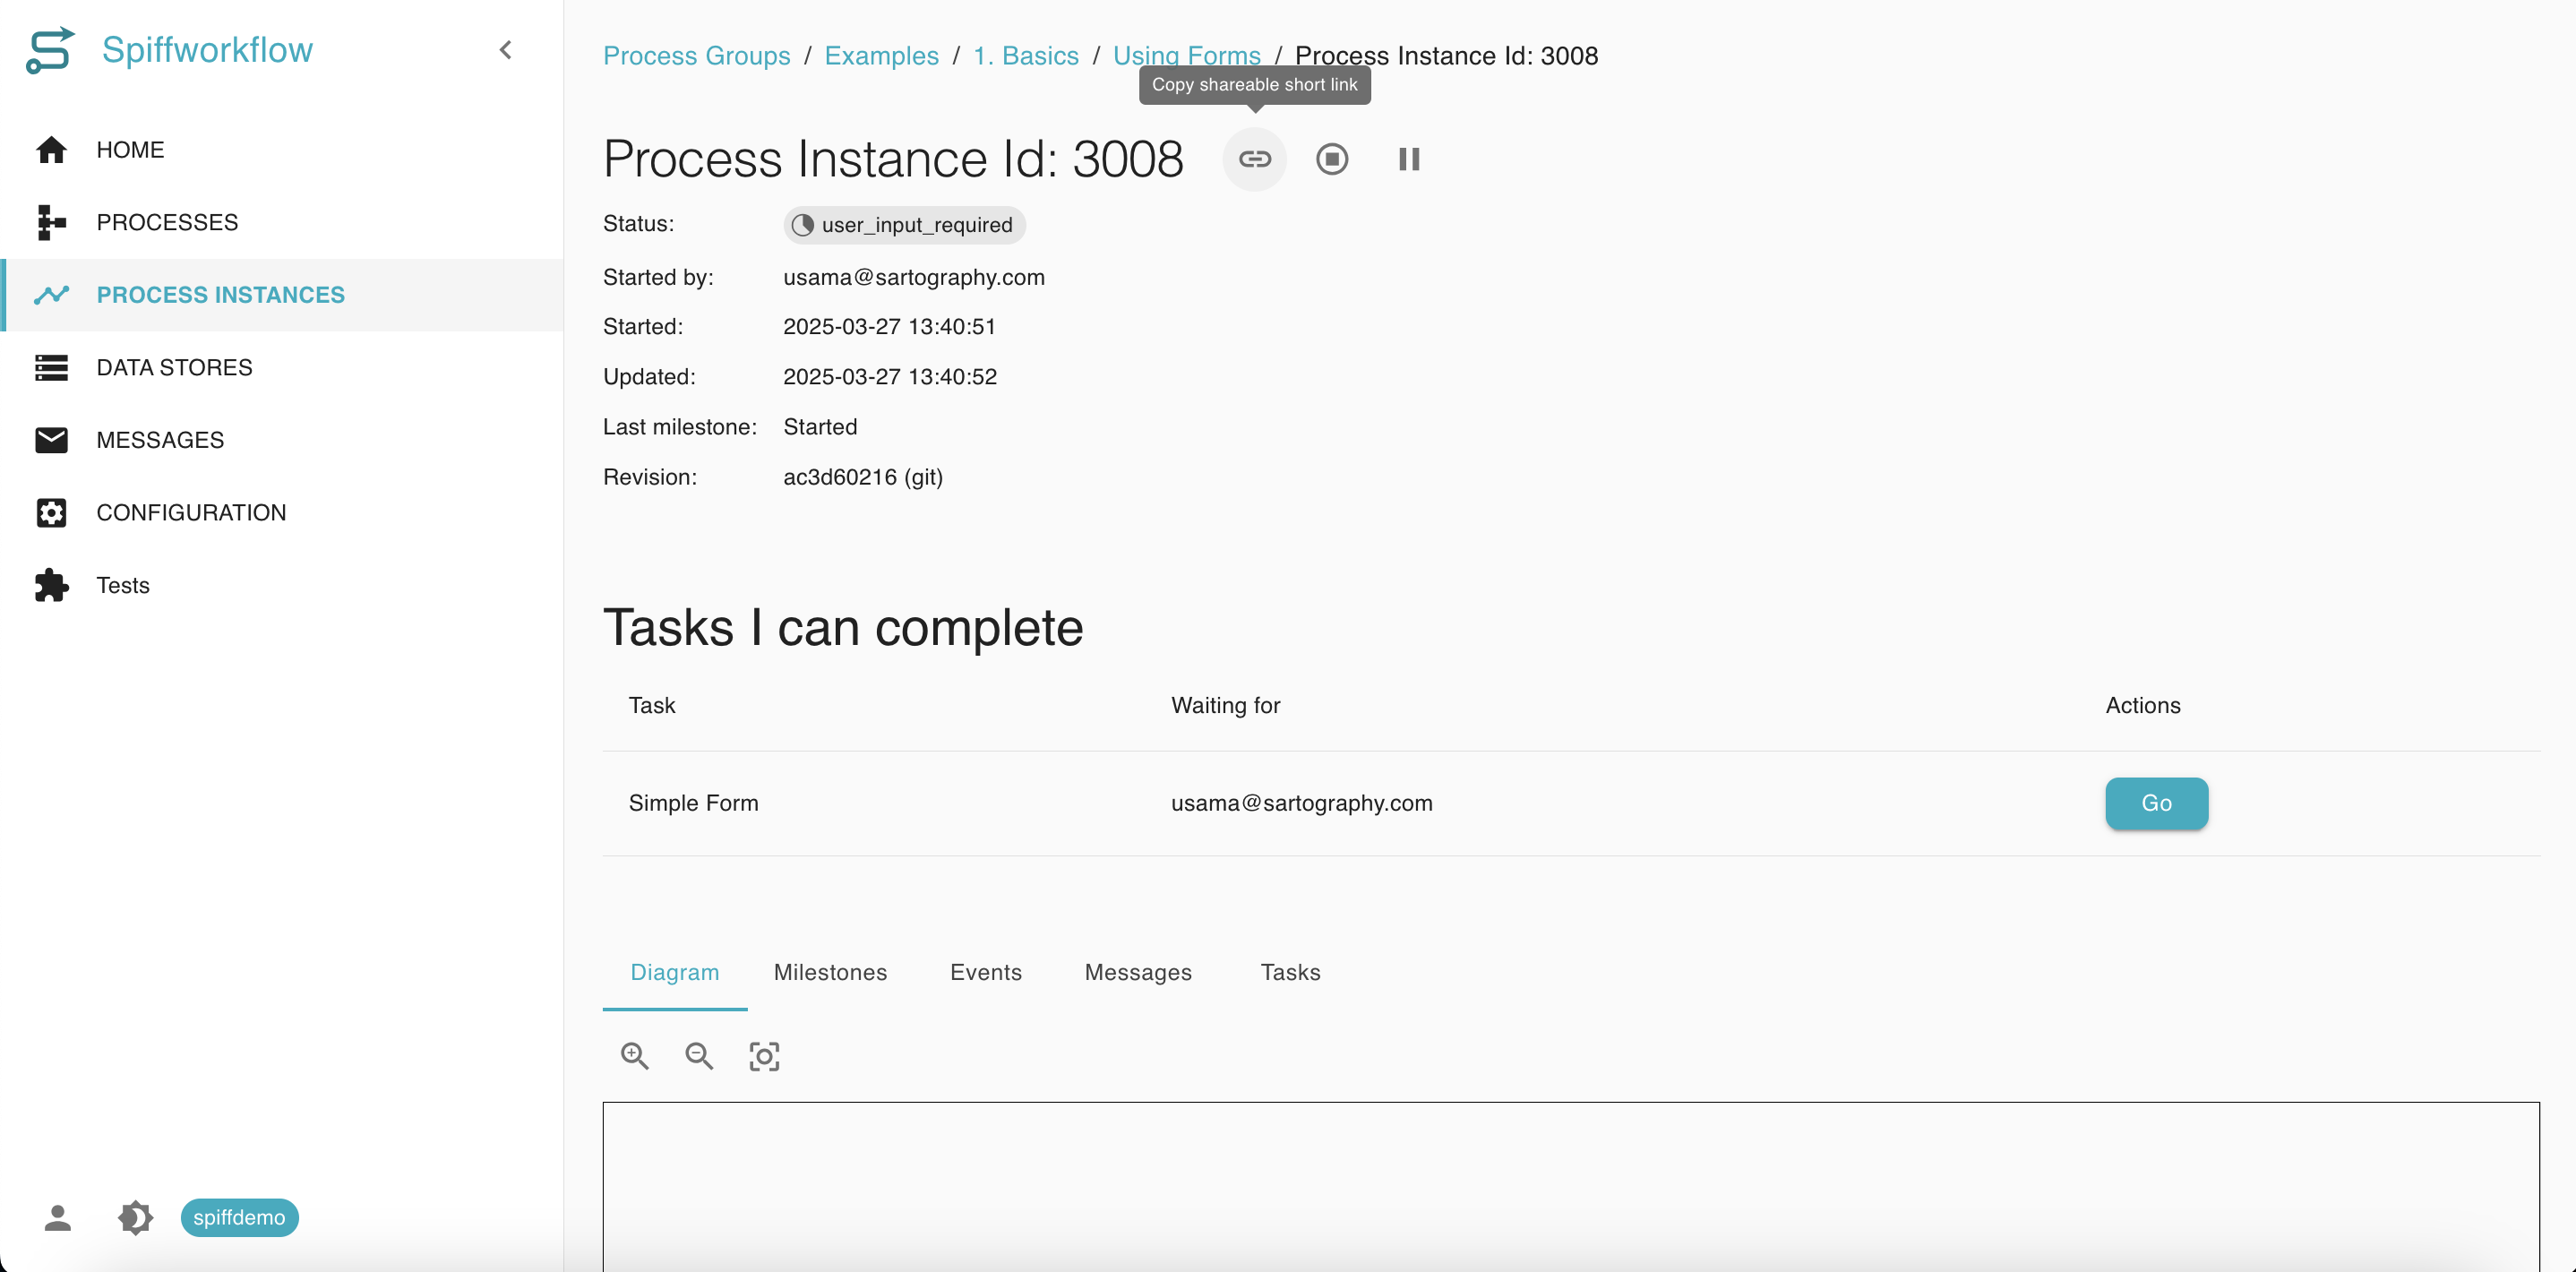 Spiffworkflow
HOME
PROCESSES
PROCESS INSTANCES
DATA STORES
MESSAGES
CONFIGURATION
Tests
spiffdemo
Process Groups / Examples / 1. Basics / Using Forms / Process Instance Id: 3008
Copy shareable short link
Process Instance Id: 3008
Status: user_input_required
Started by: usama@sartography.com
Started: 2025-03-27 13:40:51
Updated: 2025-03-27 13:40:52
Last milestone: Started
Revision: ac3d60216 (git)
Tasks I can complete
Task Waiting for Actions
Simple Form usama@sartography.com Go
Diagram Milestones Events Messages Tasks